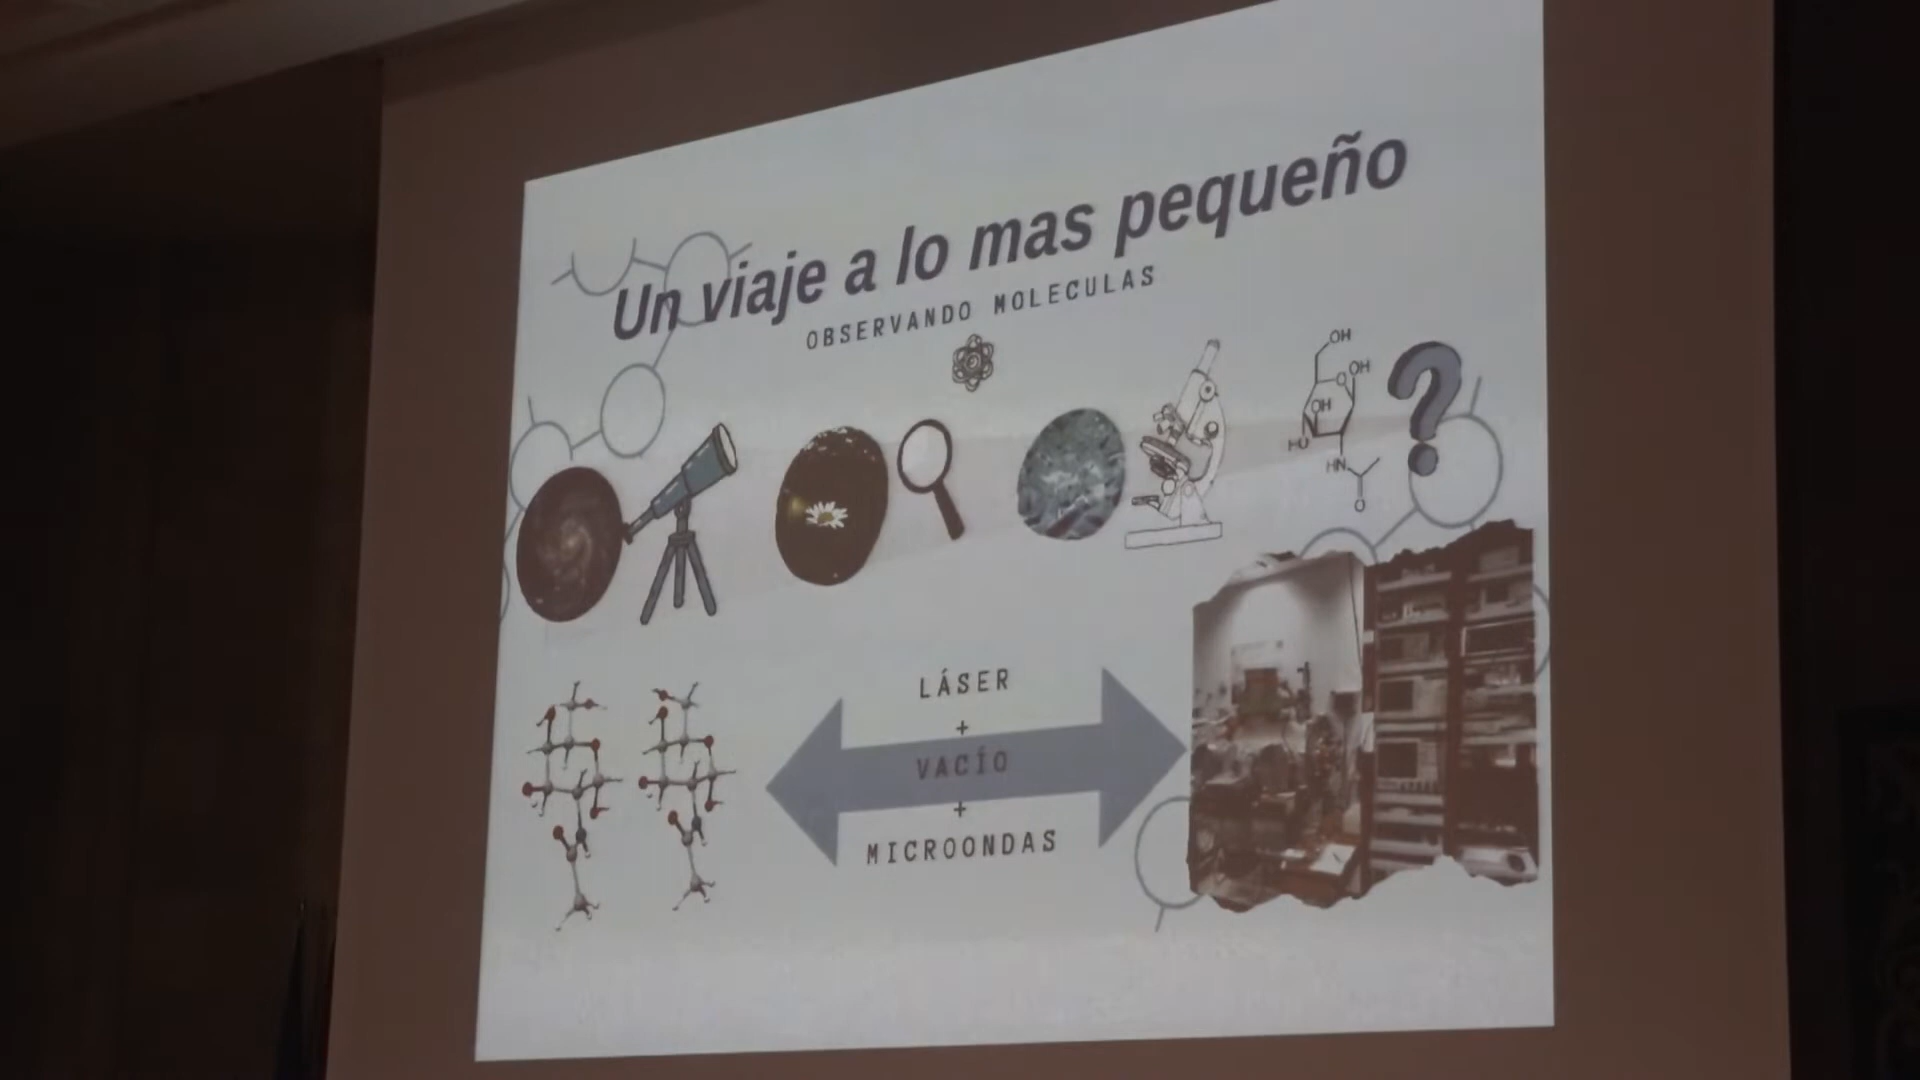 Un viaje a lo mas pequeño
OBSERVANDO MOLECULAS
OH
O
OH
OH
HO
HN
O
LÁSER
+
VACÍO
+
MICROONDAS